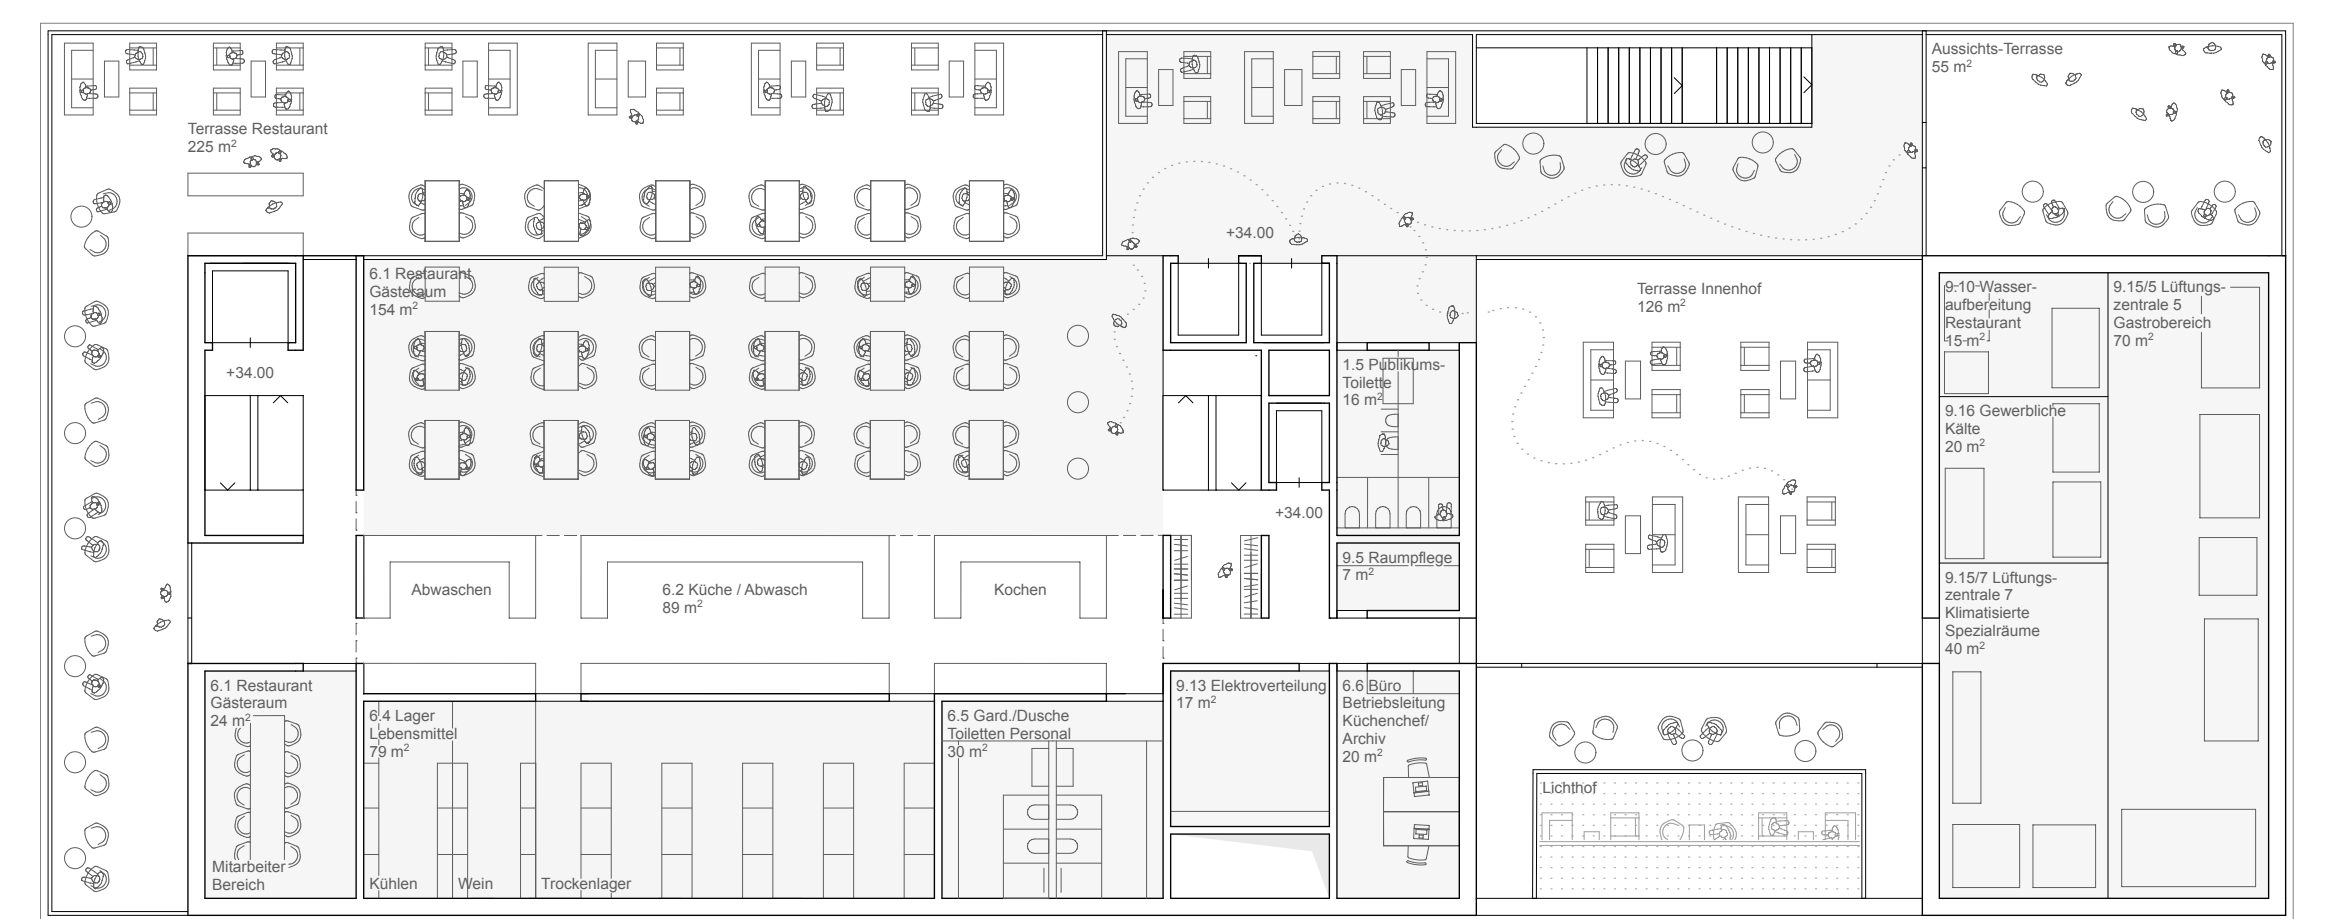 Aussichts-Terrasse
55 m²
Terrasse Restaurant
225 m²
+34.00
6.1 Restaurant
Gästeraum
154 m²
Terrasse Innenhof
126 m²
9.10 Wasser-
aufbereitung
Restaurant
15 m²
9.15/5 Lüftungs-
zentrale 5
Gastrobereich
70 m²
+34.00
1.5 Publikums-
Toilette
16 m²
9.16 Gewerbliche
Kälte
20 m²
+34.00
9.5 Raumpflege
7 m²
Abwaschen
6.2 Küche / Abwasch
89 m²
Kochen
9.15/7 Lüftungs-
zentrale 7
Klimatisierte
Spezialräume
40 m²
6.1 Restaurant
Gästeraum
24 m²
Mitarbeiter
Bereich
6.4 Lager
Lebensmittel
79 m²
Kühlen
Wein
Trockenlager
6.5 Gard./Dusche
Toiletten Personal
30 m²
9.13 Elektroverteilung
17 m²
6.6 Büro
Betriebsleitung
Küchenchef/
Archiv
20 m²
Lichthof